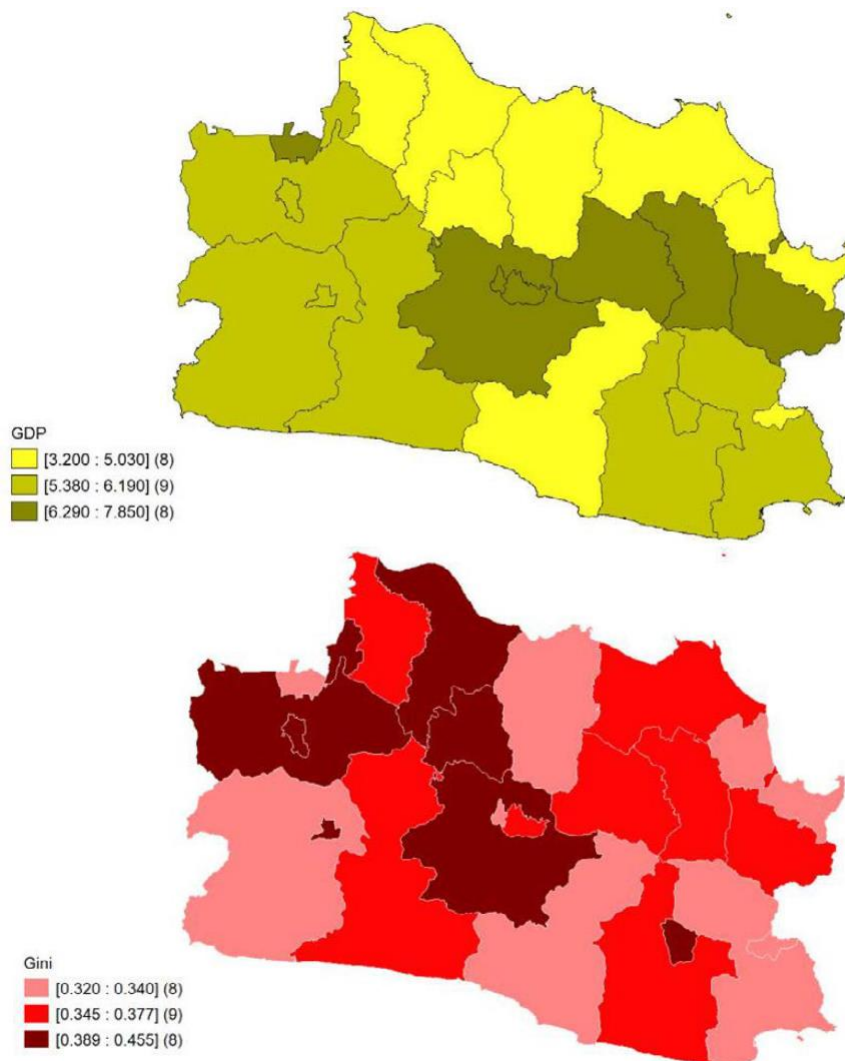 GDP
[3.200 : 5.030] (8)
[5.380 : 6.190] (9)
[6.290 : 7.850] (8)
Gini
[0.320 : 0.340] (8)
[0.345 : 0.377] (9)
[0.389 : 0.455] (8)